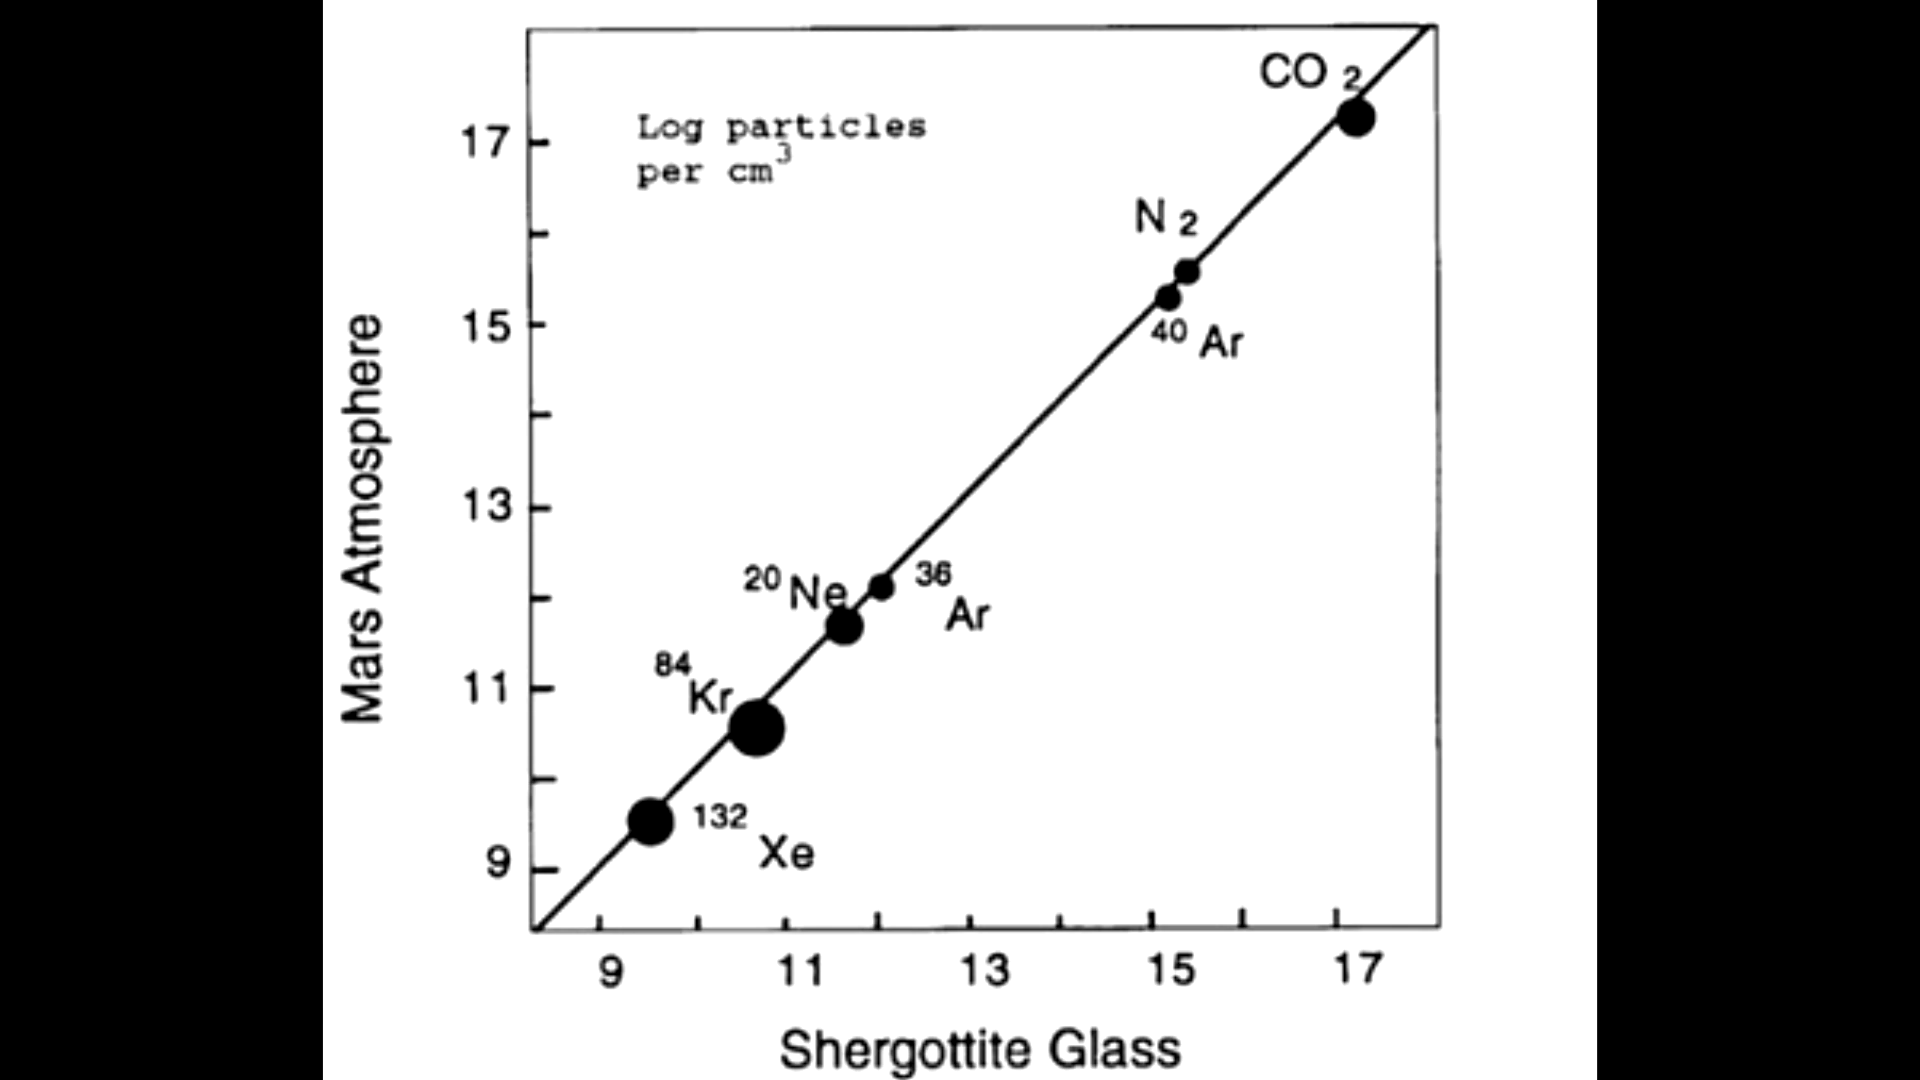 CO 2
Log particles
per cm3
17
N 2
15
40 Ar
Mars Atmosphere
13
20 Ne
36 Ar
84 Kr
11
132 Xe
9
9 11 13 15 17
Shergottite Glass